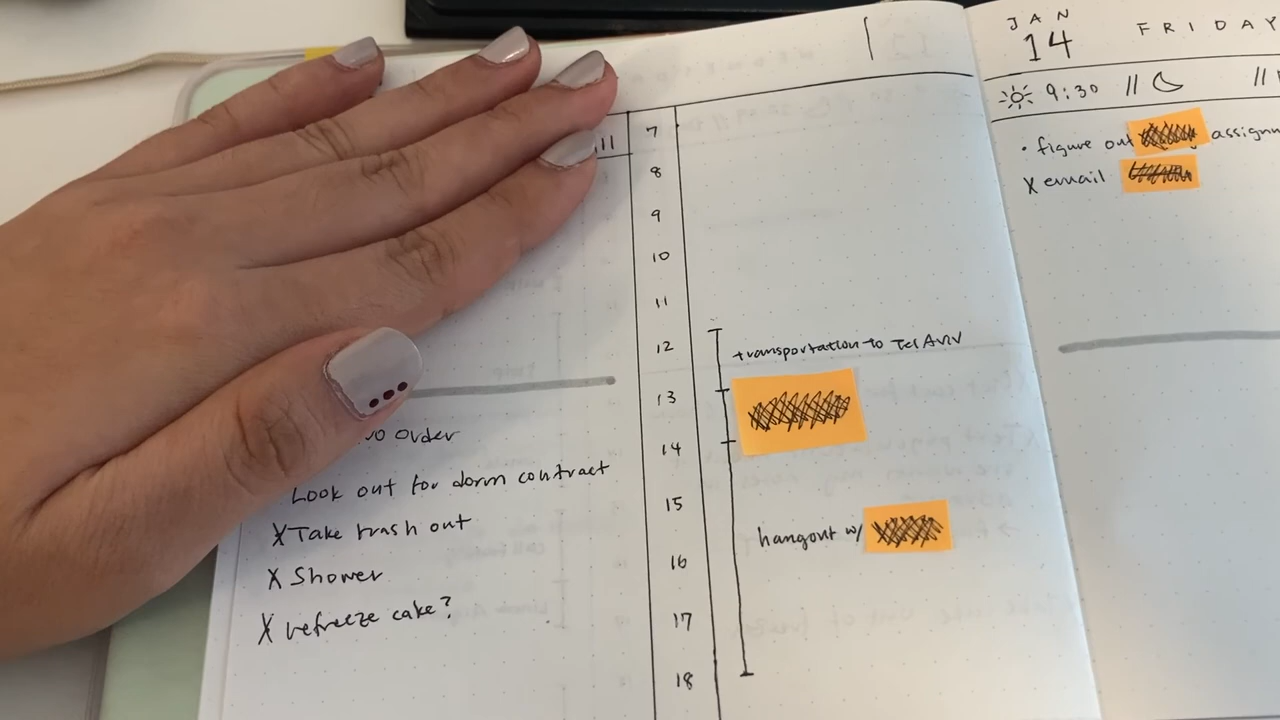 7
8
9
10
11
12
13
14
15
16
17
18
order
Look out for dorm contract
X Take trash out
X Shower
X refreeze cake?
transportation to Tel Aviv
hangout w/
JAN
14
FRIDAY
9:30 // //
• figure out
X email